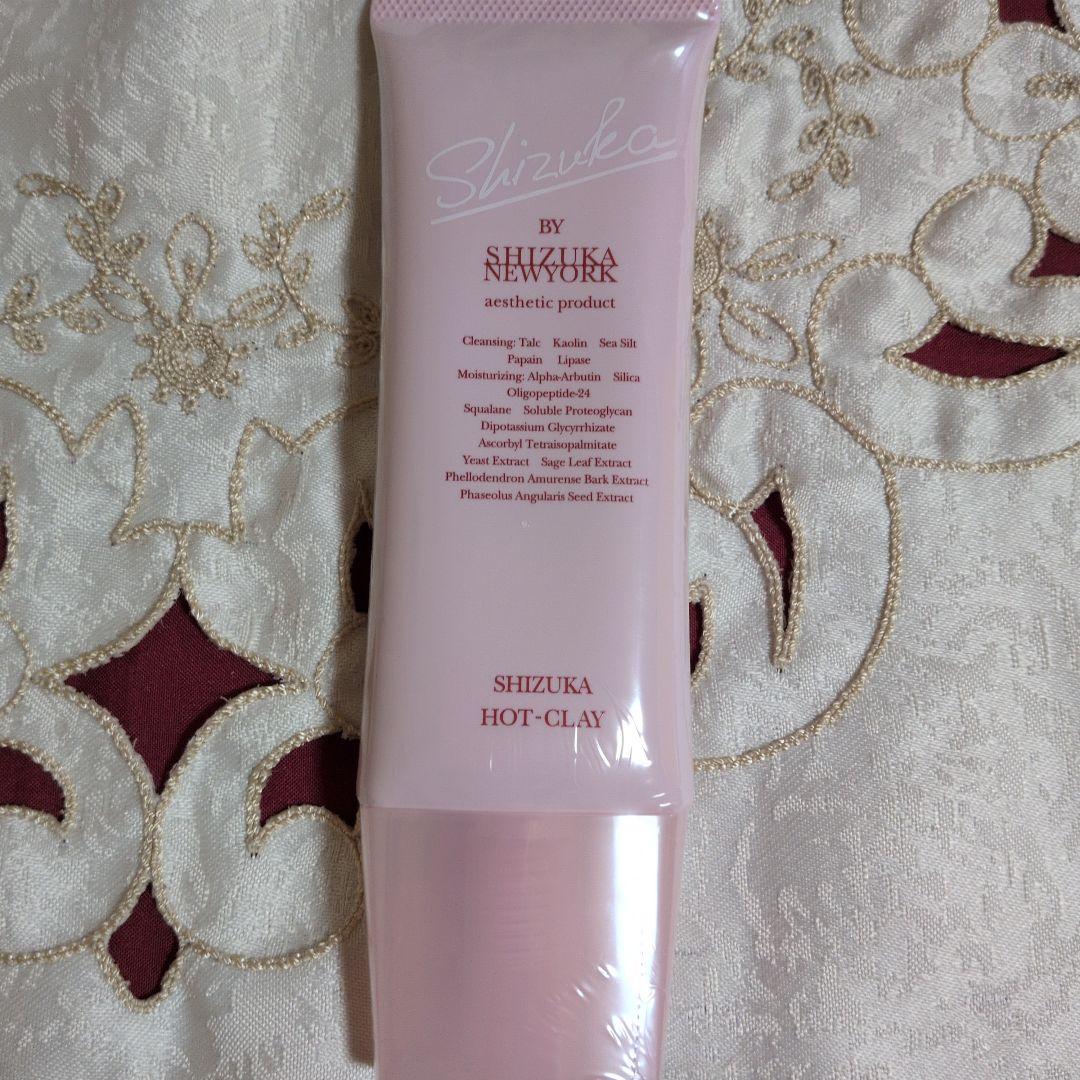 Shizuka
BY
SHIZUKA
NEWYORK
aesthetic product
Cleansing: Talc Kaolin Sea Silt
Papain Lipase
Moisturizing: Alpha-Arbutin Silica
Oligopeptide-24
Squalane Soluble Proteoglycan
Dipotassium Glycyrrhizate
Ascorbyl Tetraisopalmitate
Yeast Extract Sage Leaf Extract
Phellodendron Amurense Bark Extract
Phaseolus Angularis Seed Extract
SHIZUKA
HOT-CLAY